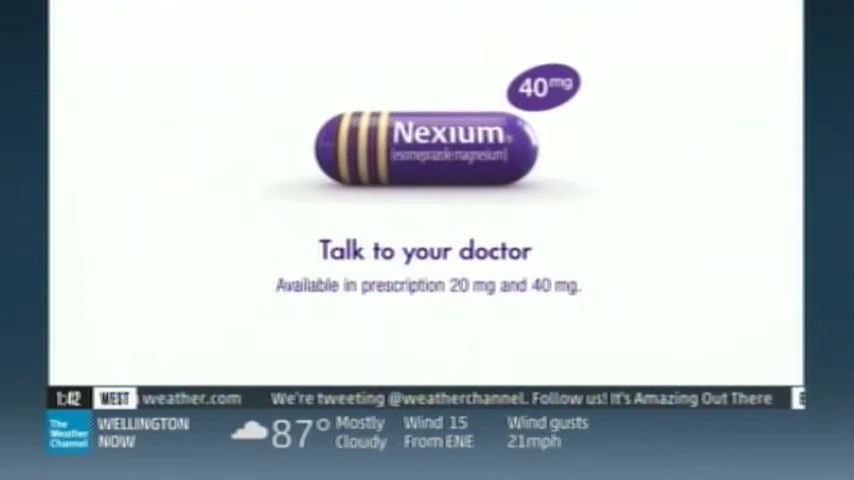 40mg
Nexium®
(esomeprazole magnesium)
Talk to your doctor
Available in prescription 20 mg and 40 mg.
1:42 WEST weather.com We're tweeting @weatherchannel. Follow us! It's Amazing Out There
The Weather Channel
WELLINGTON NOW
87° Mostly Cloudy
Wind 15 From ENE
Wind gusts 21mph